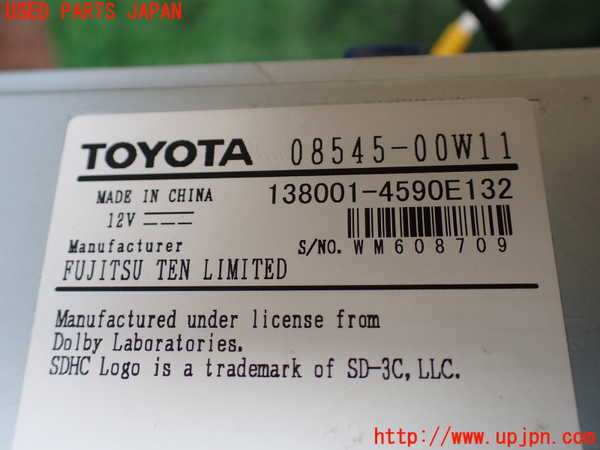 USED PARTS JAPAN
TOYOTA 08545-00W11
MADE IN CHINA 138001-4590E132
12V
Manufacturer S/NO. WM608709
FUJITSU TEN LIMITED
Manufactured under license from
Dolby Laboratories.
SDHC Logo is a trademark of SD-3C, LLC.
http://www.upjpn.com/